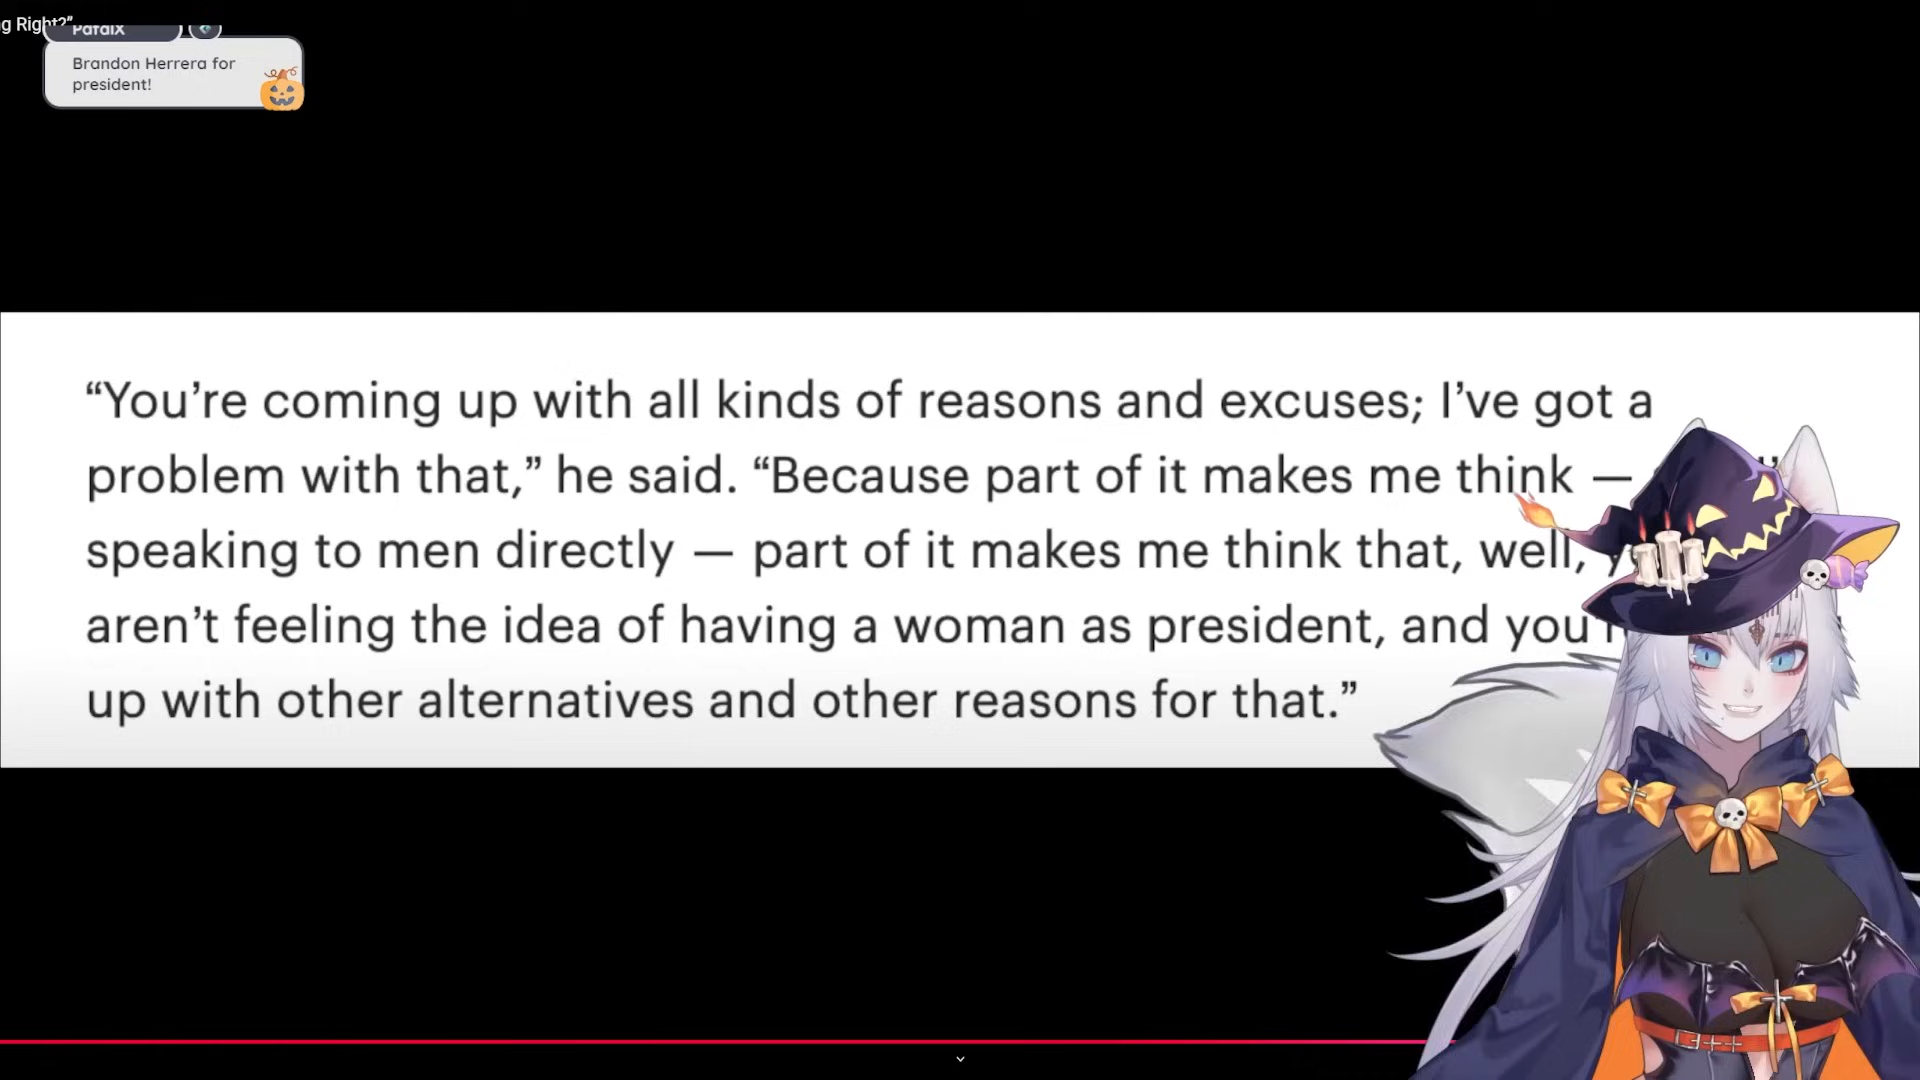 g Right?"
PafalX
Brandon Herrera for
president!
“You’re coming up with all kinds of reasons and excuses; I’ve got a
problem with that,” he said. “Because part of it makes me think —
speaking to men directly — part of it makes me think that, well,
aren’t feeling the idea of having a woman as president, and you’r
up with other alternatives and other reasons for that.”